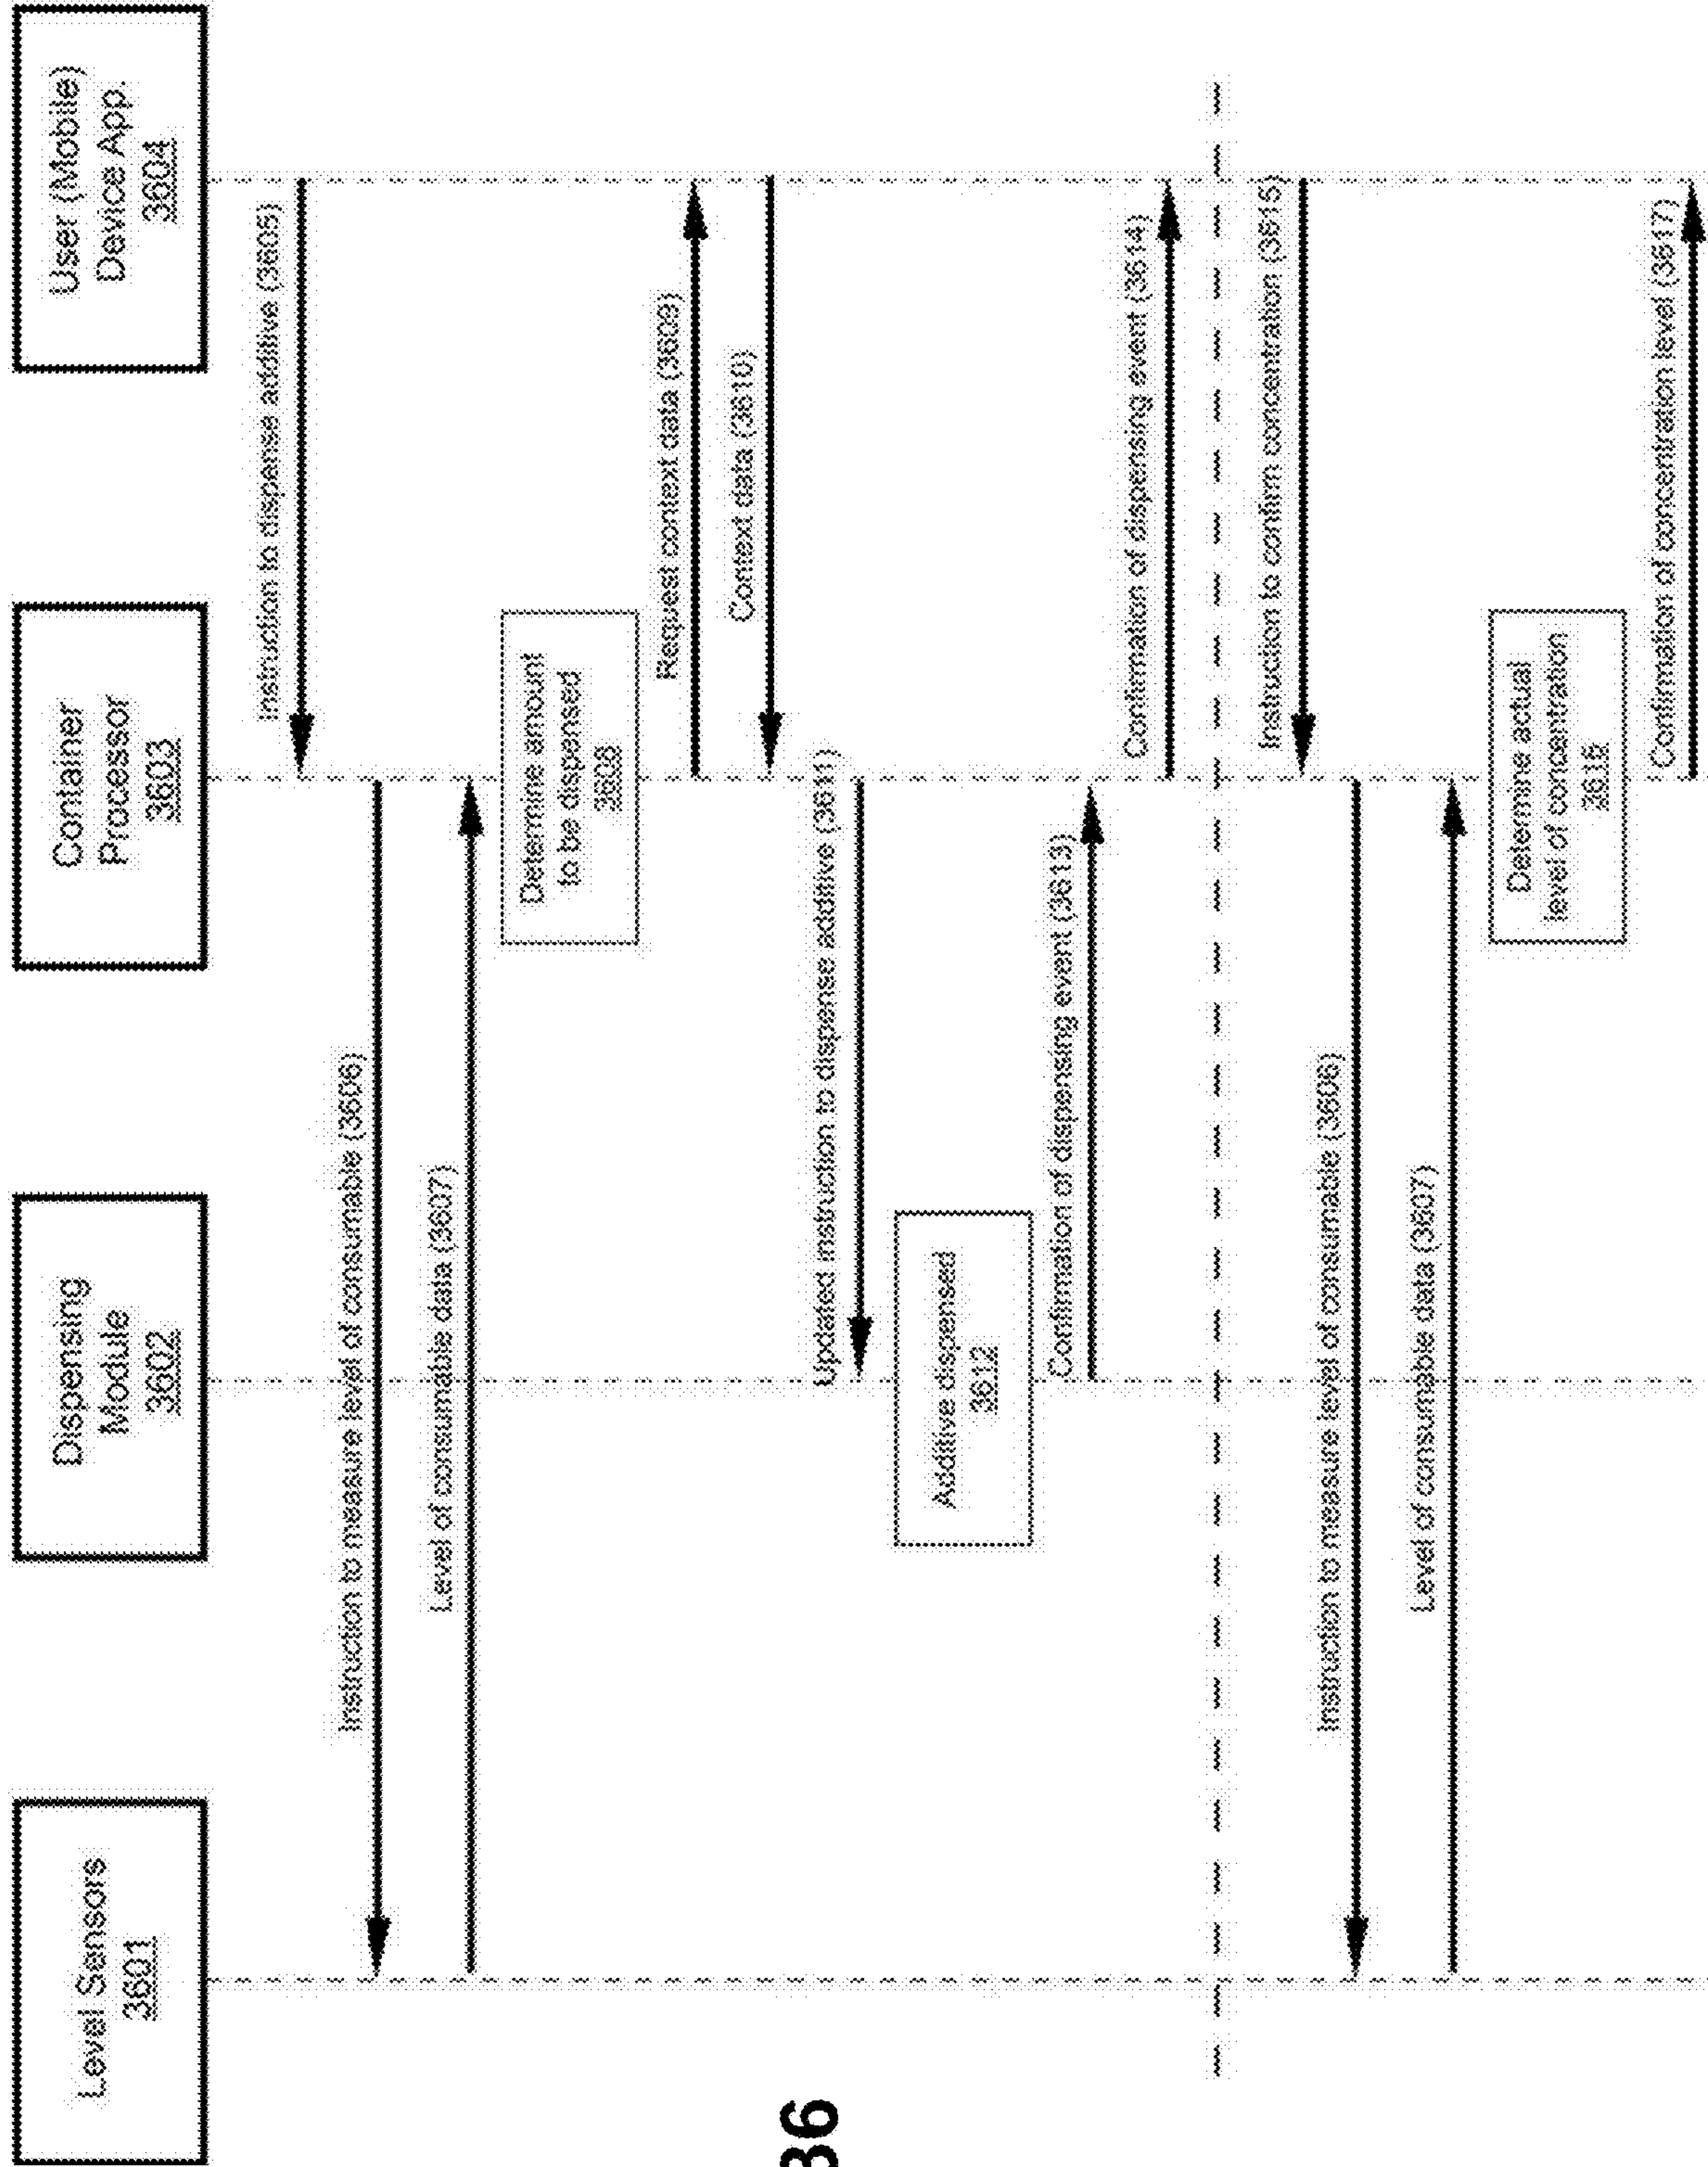 Level Sensors
3601
Dispensing
Module
3602
Container
Processor
3603
User (Mobile)
Device App.
3604
Instruction to dispense additive (3605)
Instruction to measure level of consumable (3606)
Level of consumable data (3607)
Determine amount
to be dispensed
3608
Request context data (3609)
Context data (3610)
Updated instruction to dispense additive (3611)
Additive dispensed
3612
Confirmation of dispensing event (3613)
Confirmation of dispensing event (3614)
Instruction to confirm concentration (3615)
Instruction to measure level of consumable (3606)
Level of consumable data (3607)
Determine actual
level of concentration
3616
Confirmation of concentration level (3617)
36